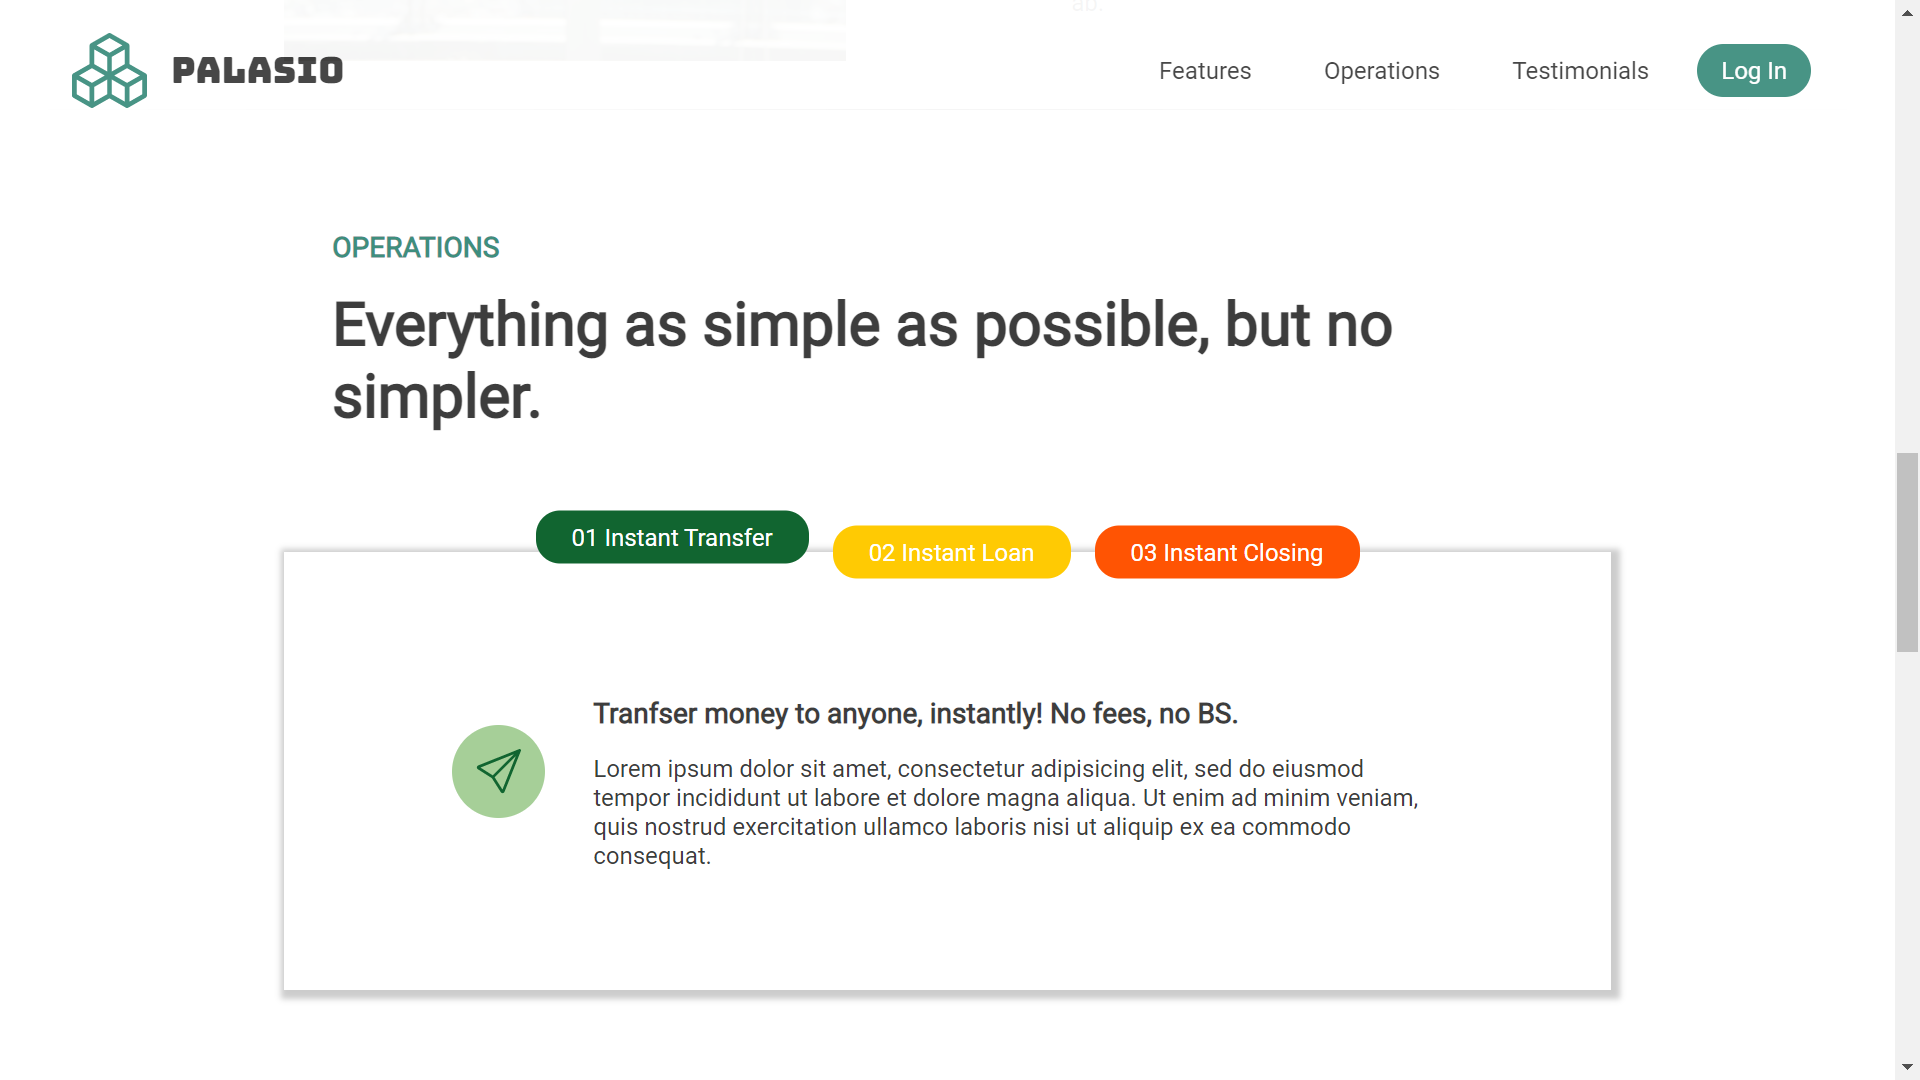 ab.
PALASIO
Features
Operations
Testimonials
Log In
OPERATIONS
Everything as simple as possible, but no
simpler.
01 Instant Transfer
02 Instant Loan
03 Instant Closing
Tranfser money to anyone, instantly! No fees, no BS.
Lorem ipsum dolor sit amet, consectetur adipisicing elit, sed do eiusmod
tempor incididunt ut labore et dolore magna aliqua. Ut enim ad minim veniam,
quis nostrud exercitation ullamco laboris nisi ut aliquip ex ea commodo
consequat.